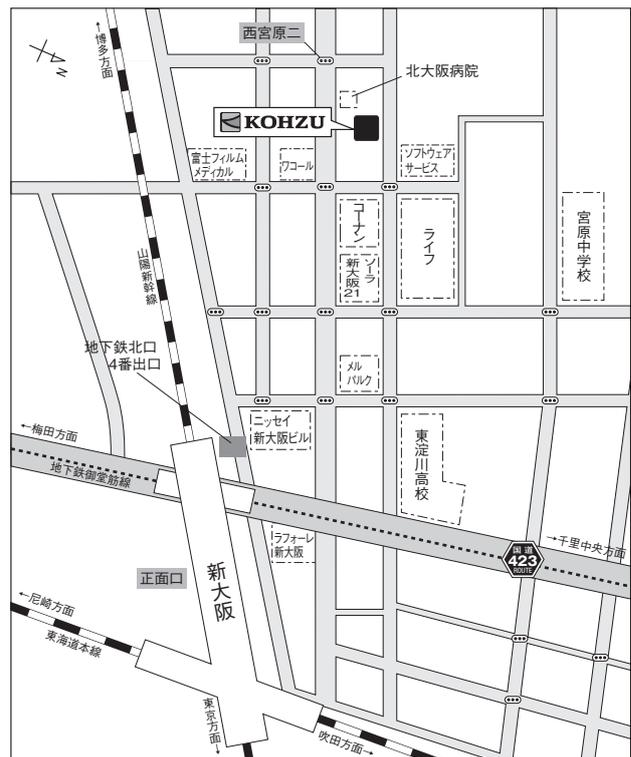 西宮原二
←博多方面
N
北大阪病院
KOHZU
富士フィルム
メディカル
ワコール
ソフトウェア
サービス
コーナン
ライフ
宮原中学校
ソーラ
新大阪21
山陽新幹線
地下鉄北口
4番出口
メル
パルク
←梅田方面
ニッセイ
新大阪ビル
東淀川高校
地下鉄御堂筋線
ラフォーレ
新大阪
国道
423
ROUTE
→千里中央方面
正面口
新大阪
←尼崎方面
東海道本線
東京方面→
吹田方面→